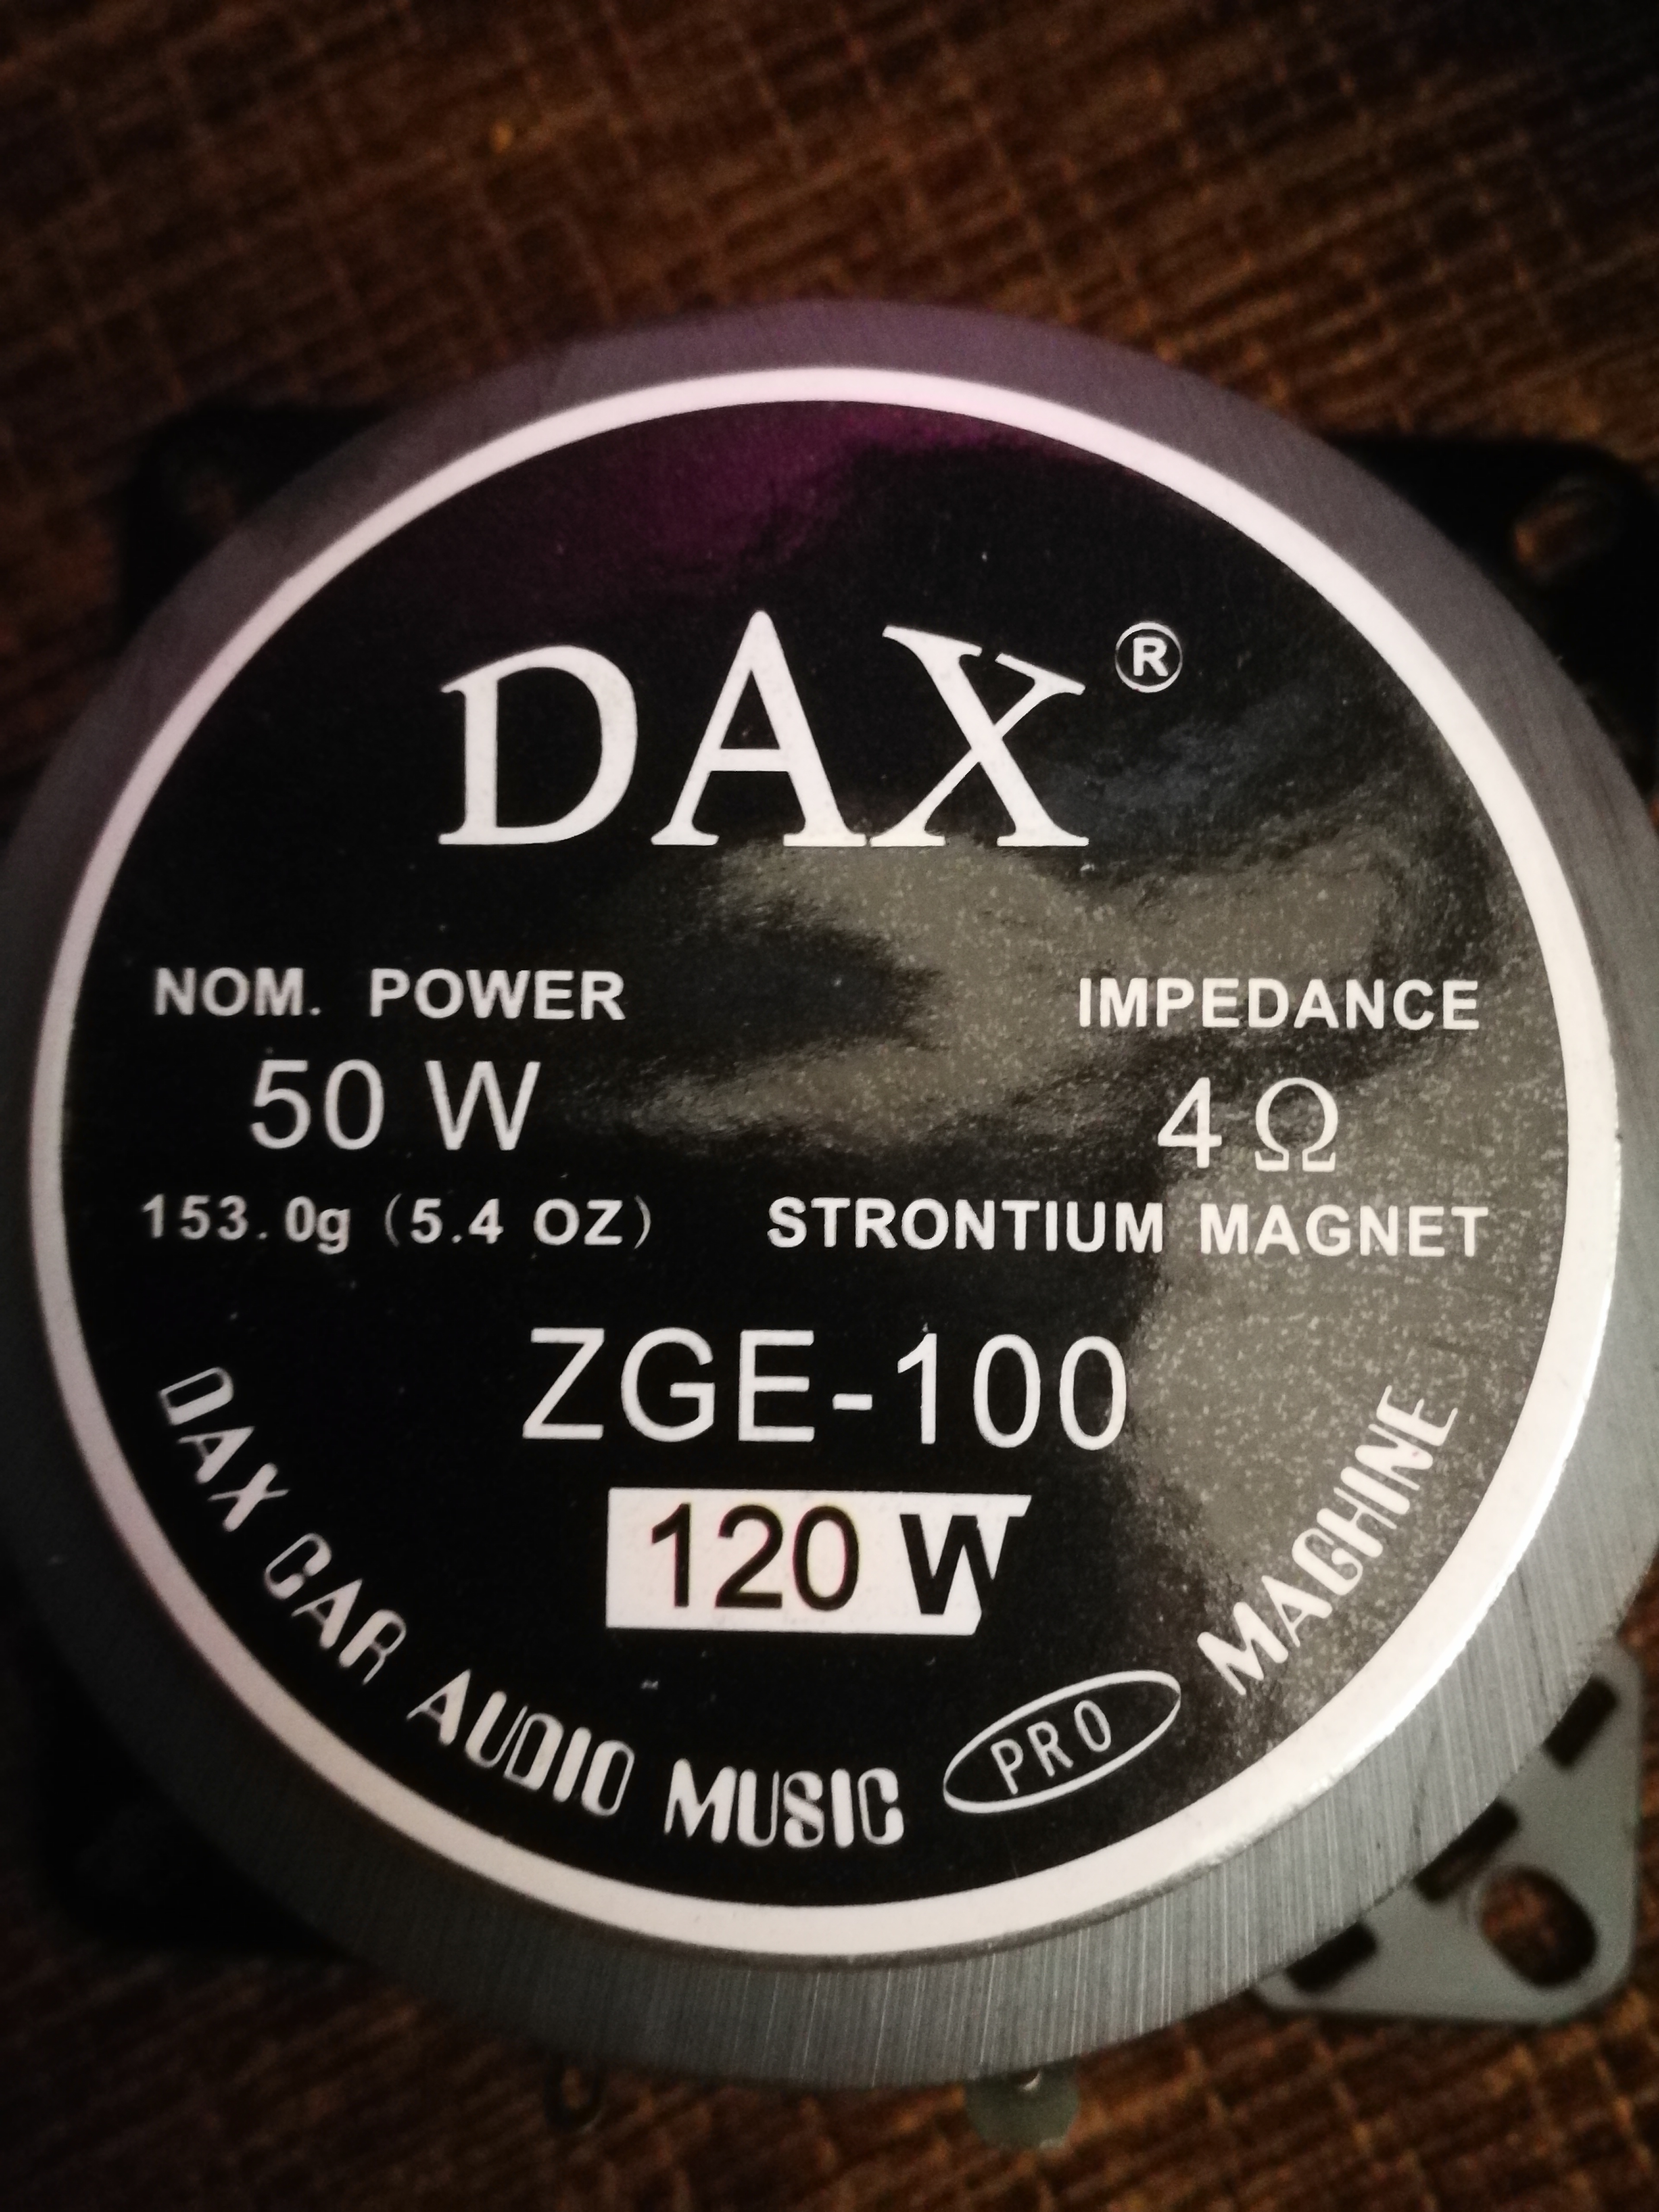 DAX®
NOM. POWER
50 W
IMPEDANCE
4 Ω
153.0g (5.4 OZ)
STRONTIUM MAGNET
ZGE-100
120 W
DAX CAR AUDIO MUSIC PRO MACHINE